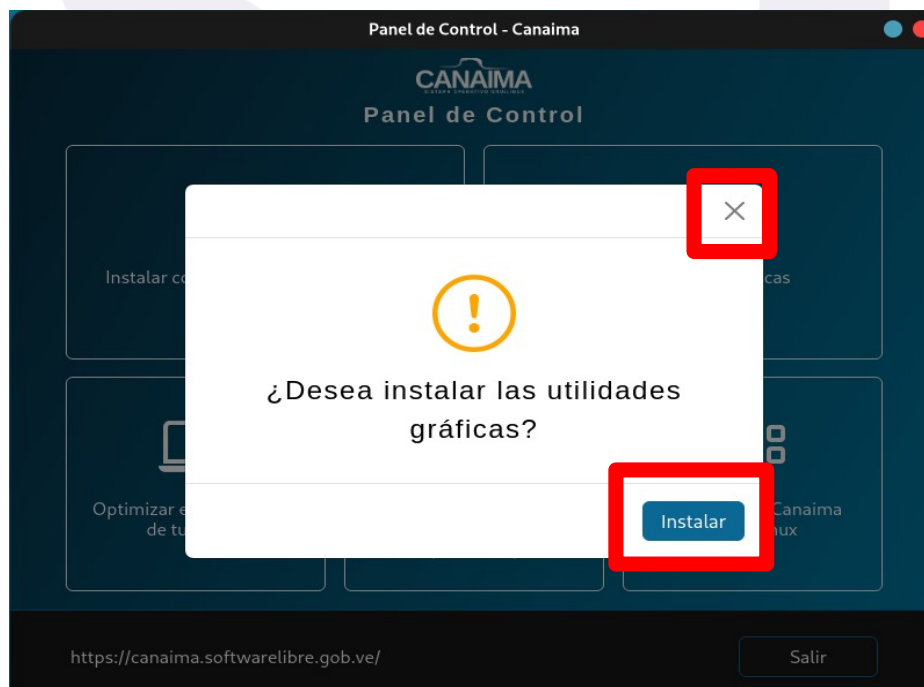 Panel de Control - Canaima
CANAIMA
Panel de Control
Instalar
cas
¿Desea instalar las utilidades
gráficas?
Optimizar e
de tu
Instalar
Canaima
nux
https://canaima.softwarelibre.gob.ve/
Salir